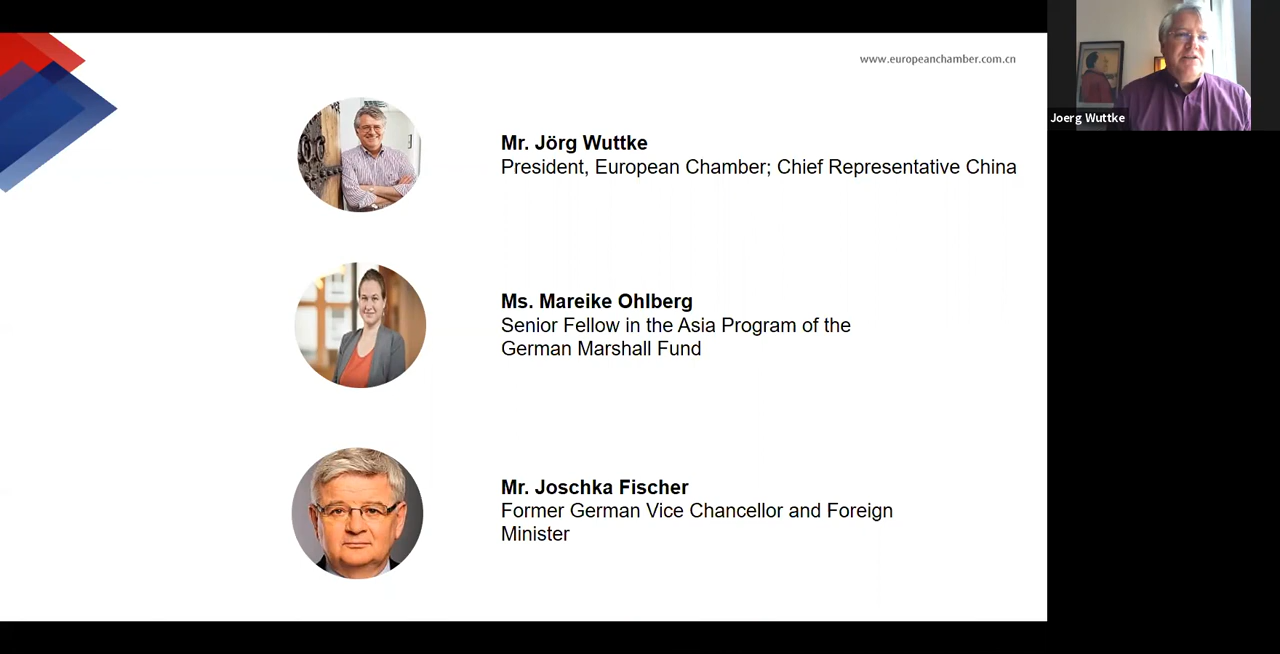 www.europeanchamber.com.cn
Joerg Wuttke
Mr. Jörg Wuttke
President, European Chamber; Chief Representative China
Ms. Mareike Ohlberg
Senior Fellow in the Asia Program of the
German Marshall Fund
Mr. Joschka Fischer
Former German Vice Chancellor and Foreign
Minister